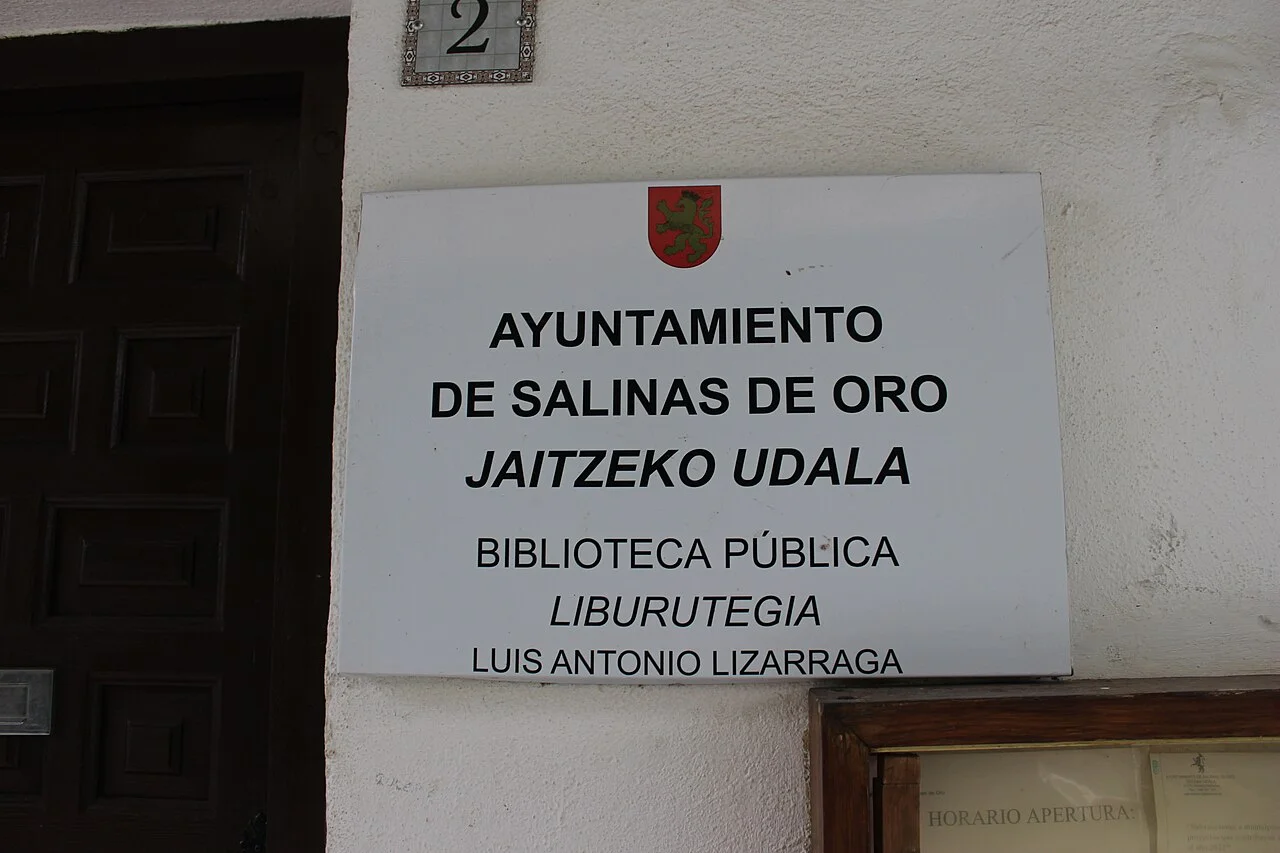 2
AYUNTAMIENTO
DE SALINAS DE ORO
JAITZEKO UDALA
BIBLIOTECA PÚBLICA
LIBURUTEGIA
LUIS ANTONIO LIZARRAGA
HORARIO APERTURA: